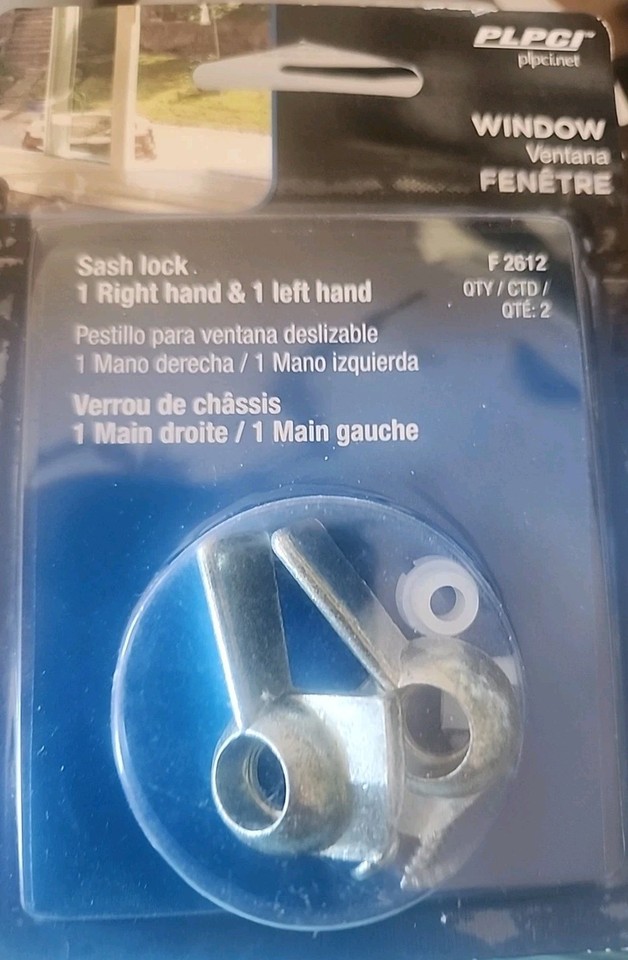 PLPCI
plpci.net
WINDOW
Ventana
FENÊTRE
Sash lock
1 Right hand & 1 left hand
F 2612
QTY / CTD /
QTÉ: 2
Pestillo para ventana deslizable
1 Mano derecha / 1 Mano izquierda
Verrou de châssis
1 Main droite / 1 Main gauche